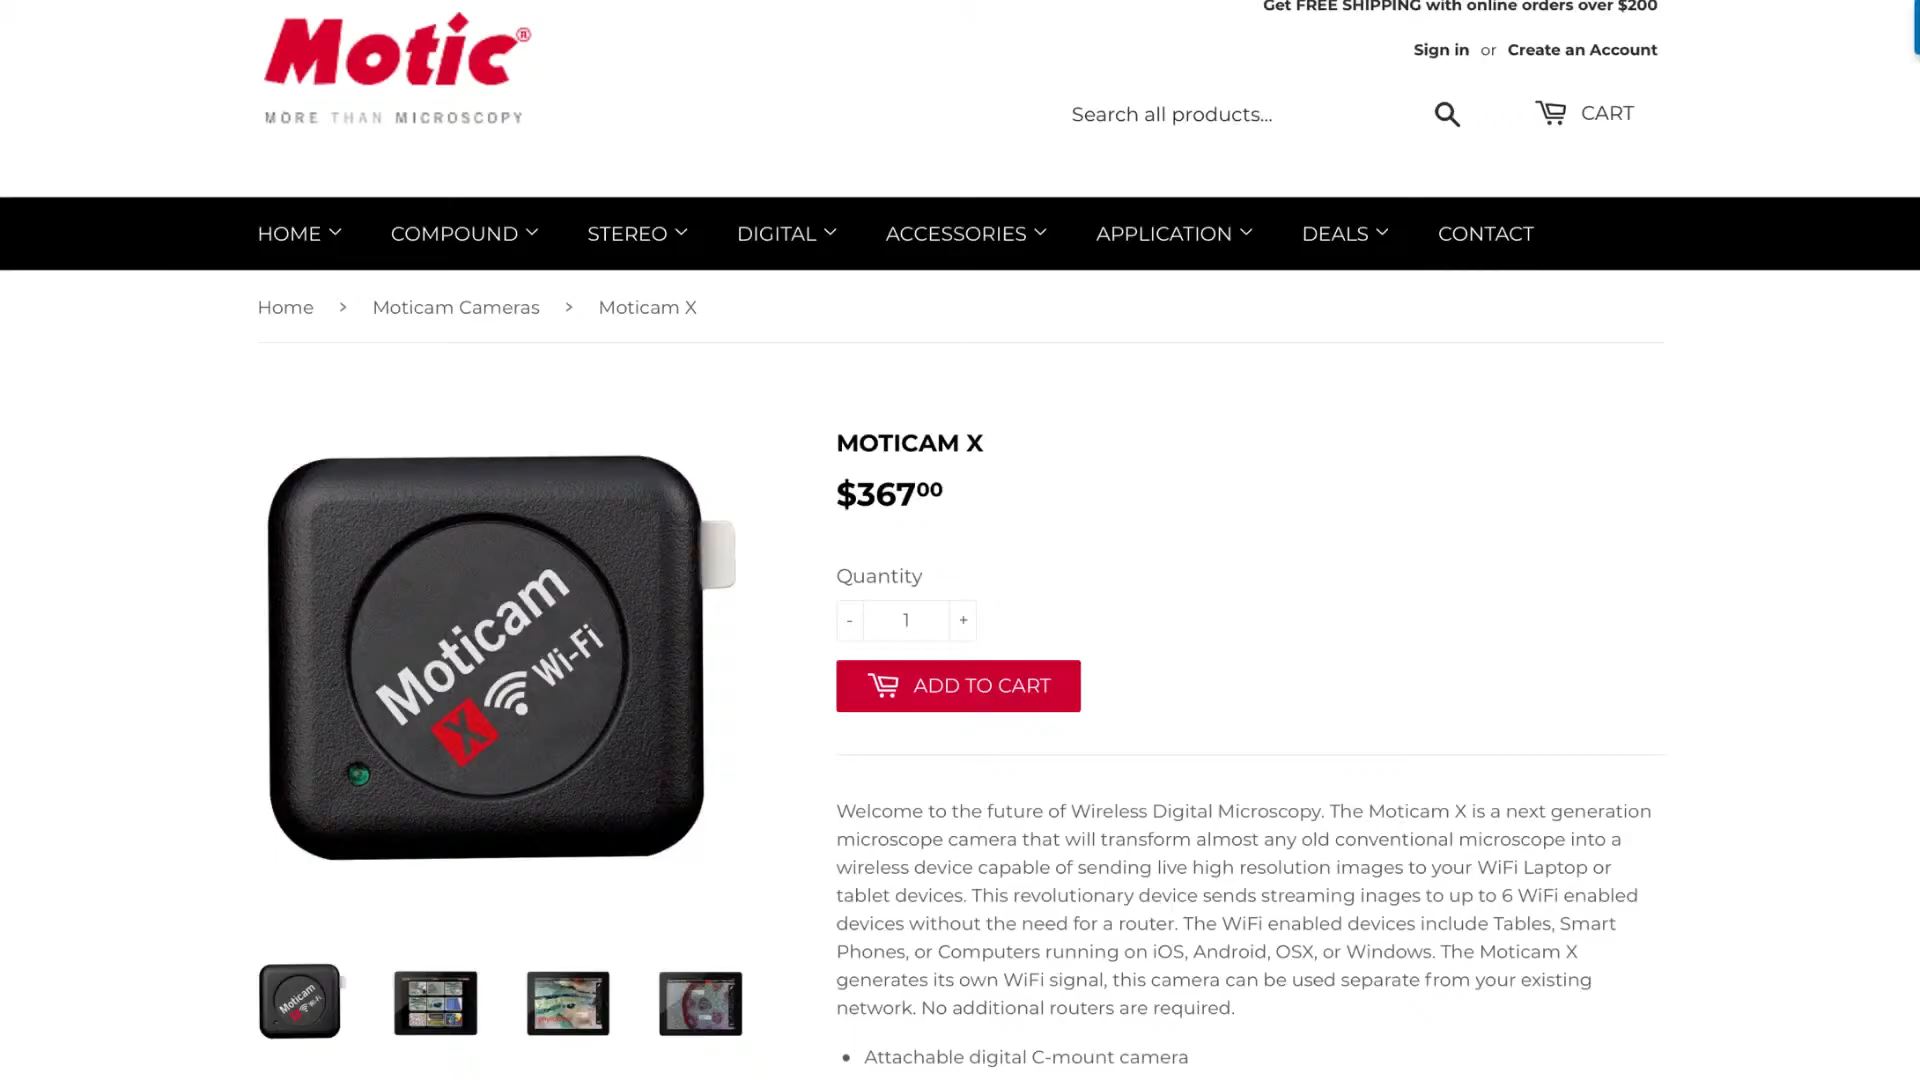 Get FREE SHIPPING with online orders over $200
Motic®
MORE THAN MICROSCOPY
Sign in or Create an Account
Search all products...
CART
HOME COMPOUND STEREO DIGITAL ACCESSORIES APPLICATION DEALS CONTACT
Home > Moticam Cameras > Moticam X
MOTICAM X
$367.00
Quantity
- 1 +
ADD TO CART
Moticam
X Wi-Fi
Welcome to the future of Wireless Digital Microscopy. The Moticam X is a next generation
microscope camera that will transform almost any old conventional microscope into a
wireless device capable of sending live high resolution images to your WiFi Laptop or
tablet devices. This revolutionary device sends streaming images to up to 6 WiFi enabled
devices without the need for a router. The WiFi enabled devices include Tables, Smart
Phones, or Computers running on iOS, Android, OSX, or Windows. The Moticam X
generates its own WiFi signal, this camera can be used separate from your existing
network. No additional routers are required.
Moticam
X Wi-Fi
• Attachable digital C-mount camera